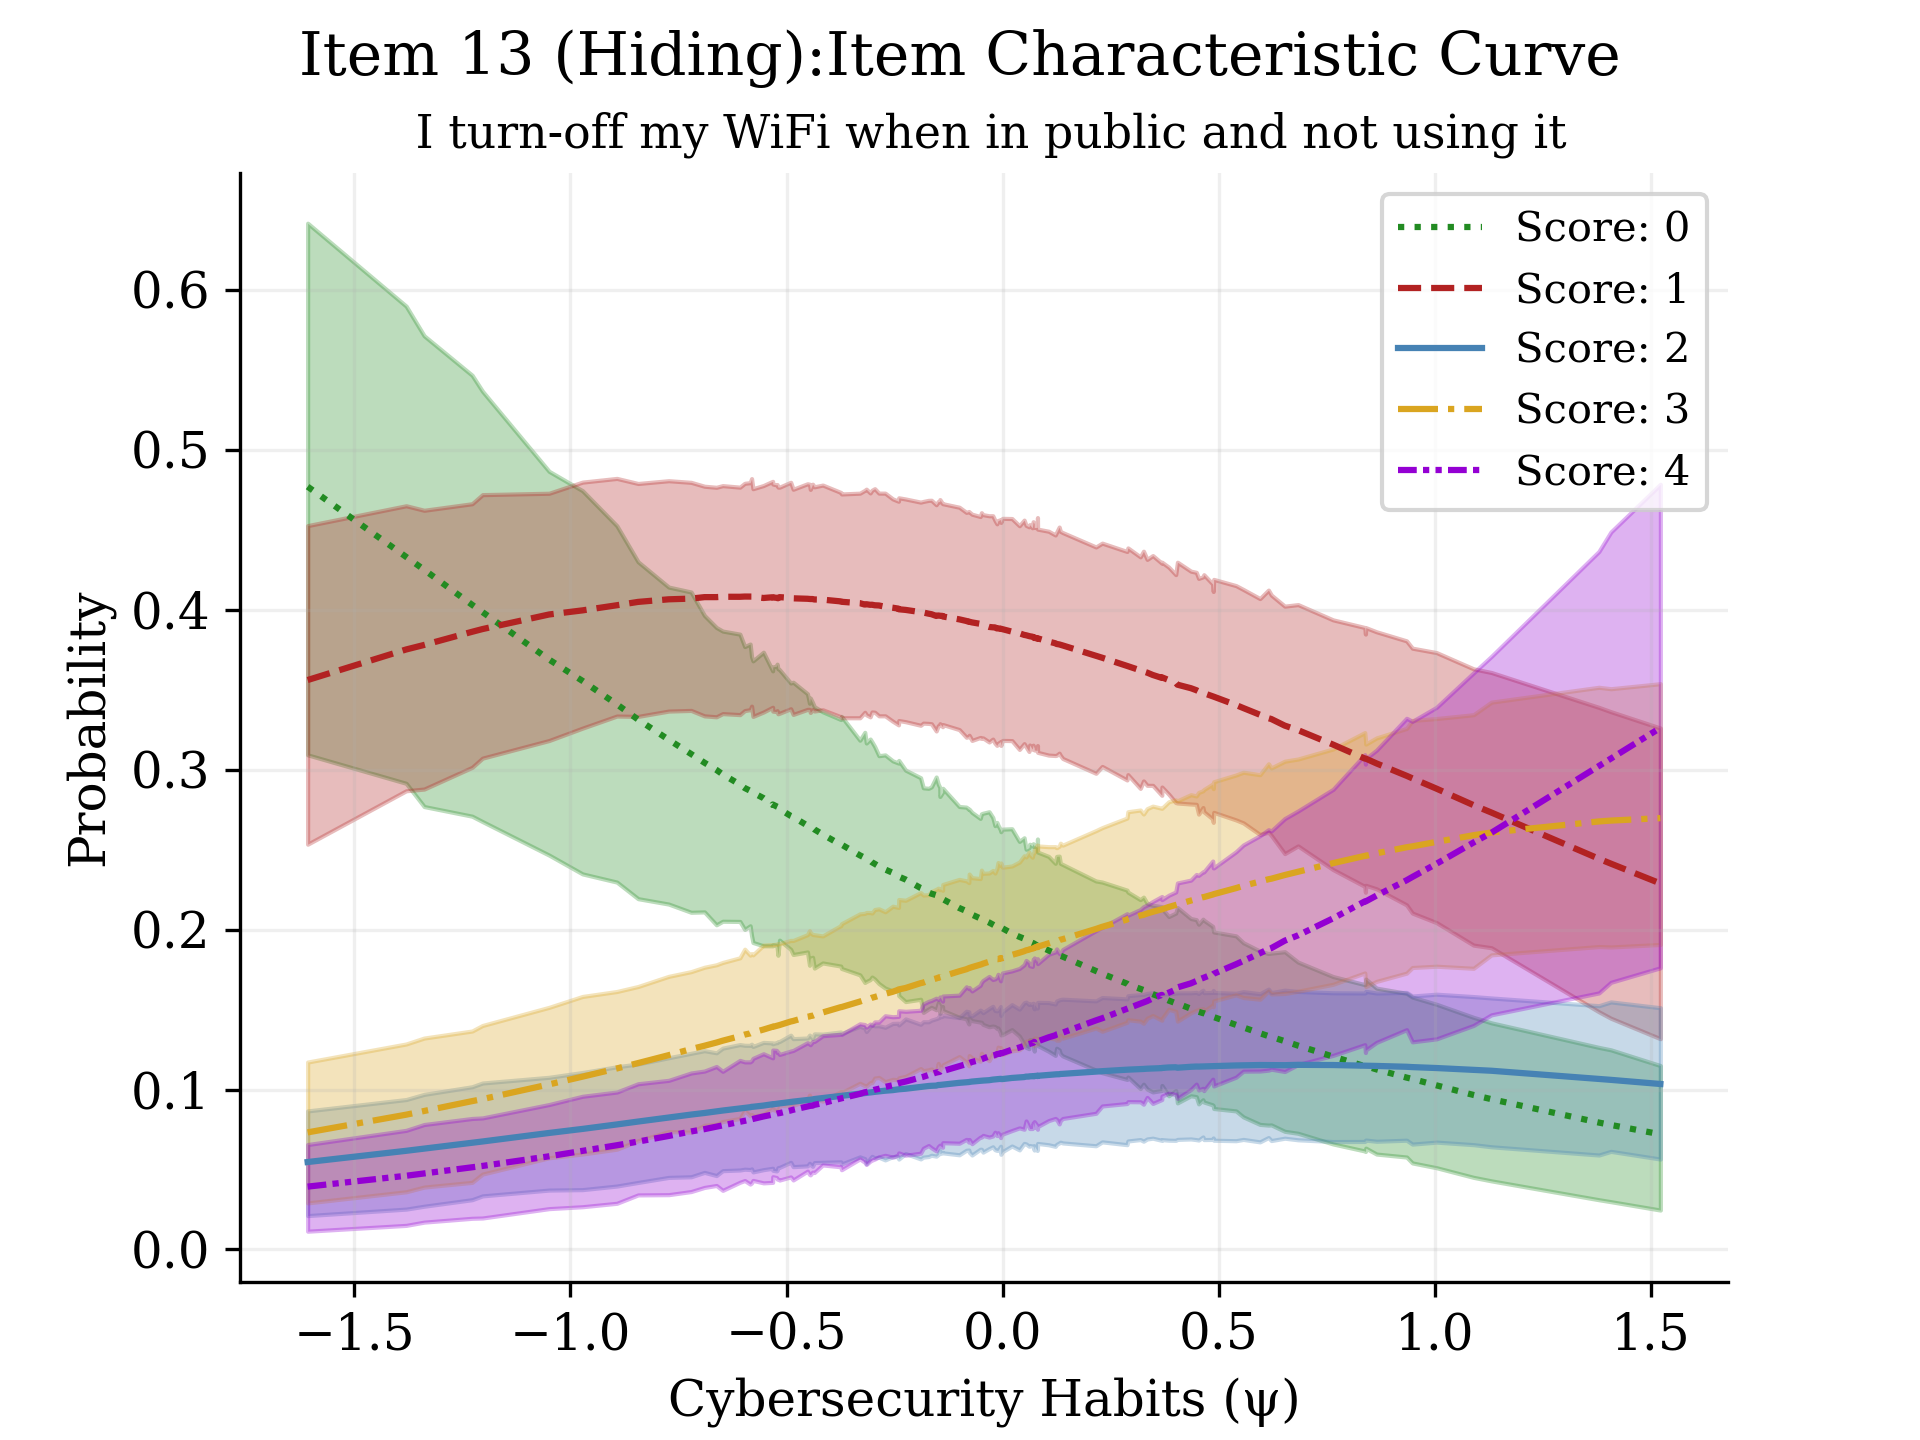 Item 13 (Hiding):Item Characteristic Curve
I turn-off my WiFi when in public and not using it
Score: 0
Score: 1
Score: 2
Score: 3
Score: 4
Probability
0.6
0.5
0.4
0.3
0.2
0.1
0.0
−1.5 −1.0 −0.5 0.0 0.5 1.0 1.5
Cybersecurity Habits (ψ)